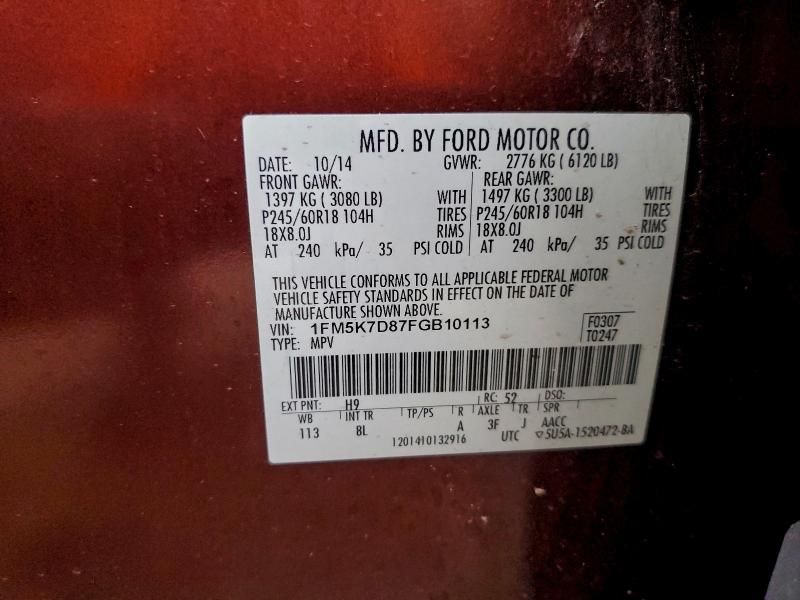 MFD. BY FORD MOTOR CO.
DATE: 10/14 GVWR: 2776 KG ( 6120 LB)
FRONT GAWR: REAR GAWR:
1397 KG ( 3080 LB) WITH 1497 KG ( 3300 LB) WITH
P245/60R18 104H TIRES P245/60R18 104H TIRES
18X8.0J RIMS 18X8.0J RIMS
AT 240 kPa/ 35 PSI COLD AT 240 kPa/ 35 PSI COLD
THIS VEHICLE CONFORMS TO ALL APPLICABLE FEDERAL MOTOR
VEHICLE SAFETY STANDARDS IN EFFECT ON THE DATE OF
MANUFACTURE SHOWN ABOVE.
VIN: 1FM5K7D87FGB10113 F0307
TYPE: MPV T0247
EXT PNT: H9 RC: 52 DSO:
WB INT TR TP/PS R AXLE TR SPR
113 8L A 3F J AACC
1201410132916 UTC ▽5U5A-1520472-BA